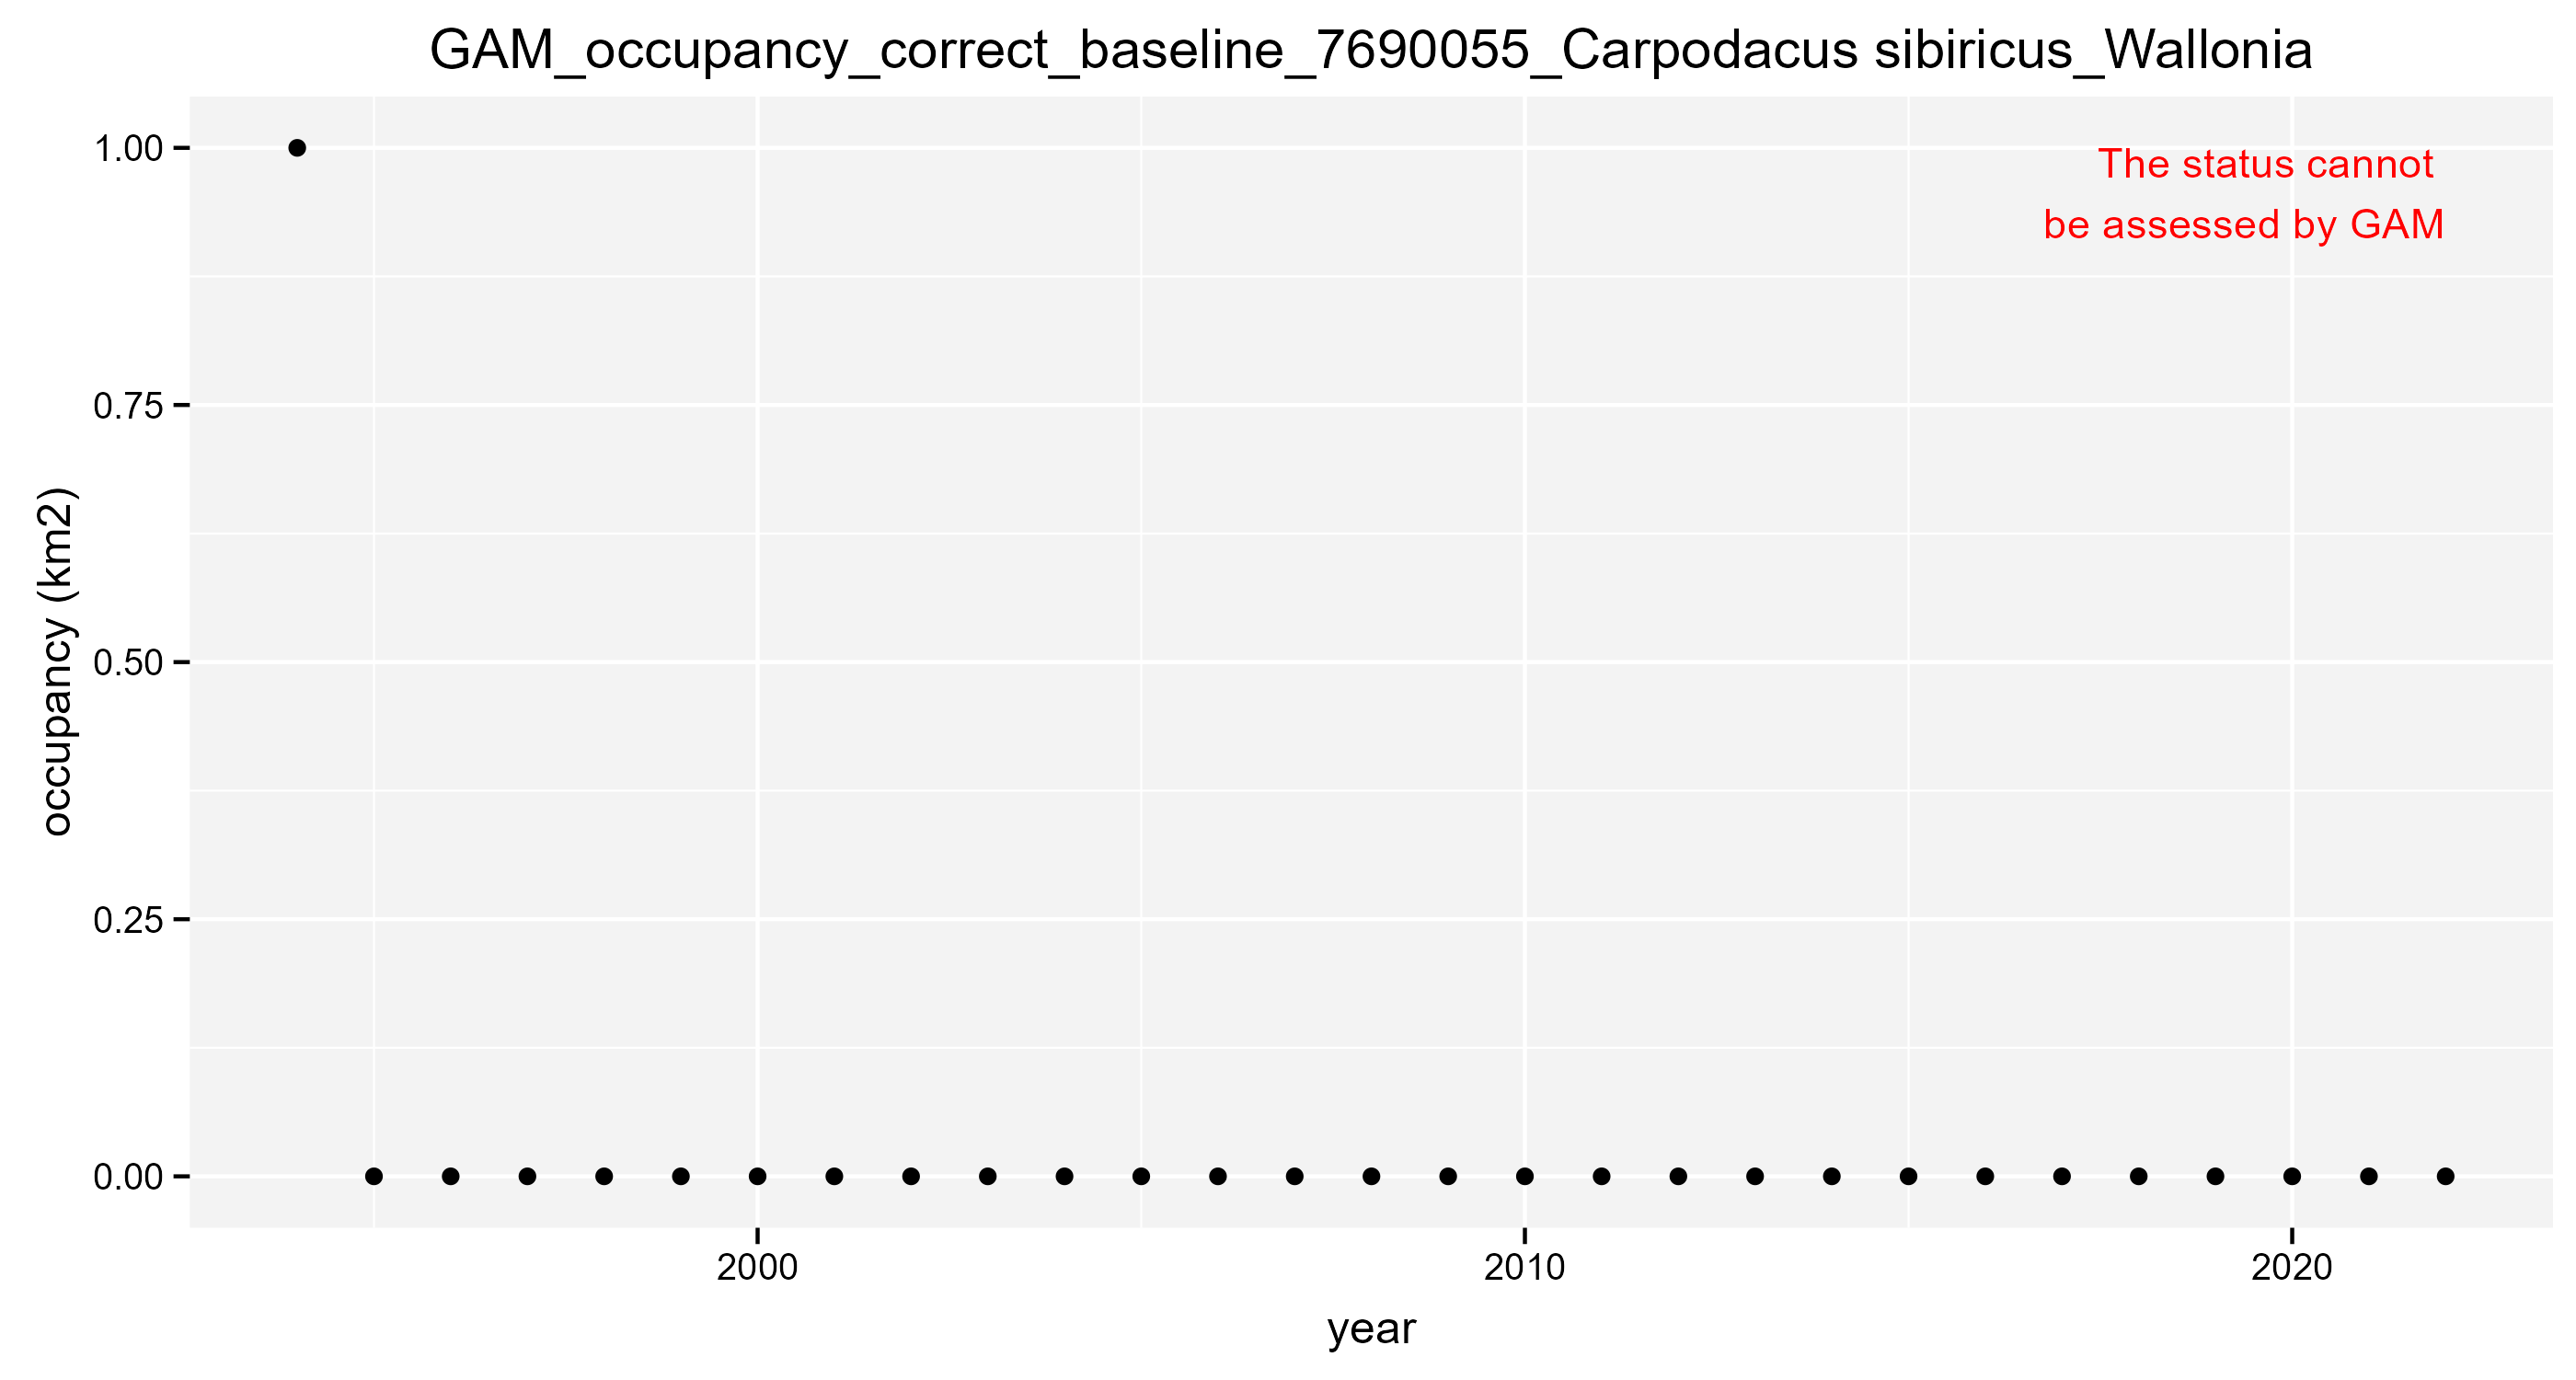 GAM_occupancy_correct_baseline_7690055_Carpodacus sibiricus_Wallonia
The status cannot
be assessed by GAM
1.00
0.75
0.50
0.25
0.00
occupancy (km2)
2000
2010
2020
year